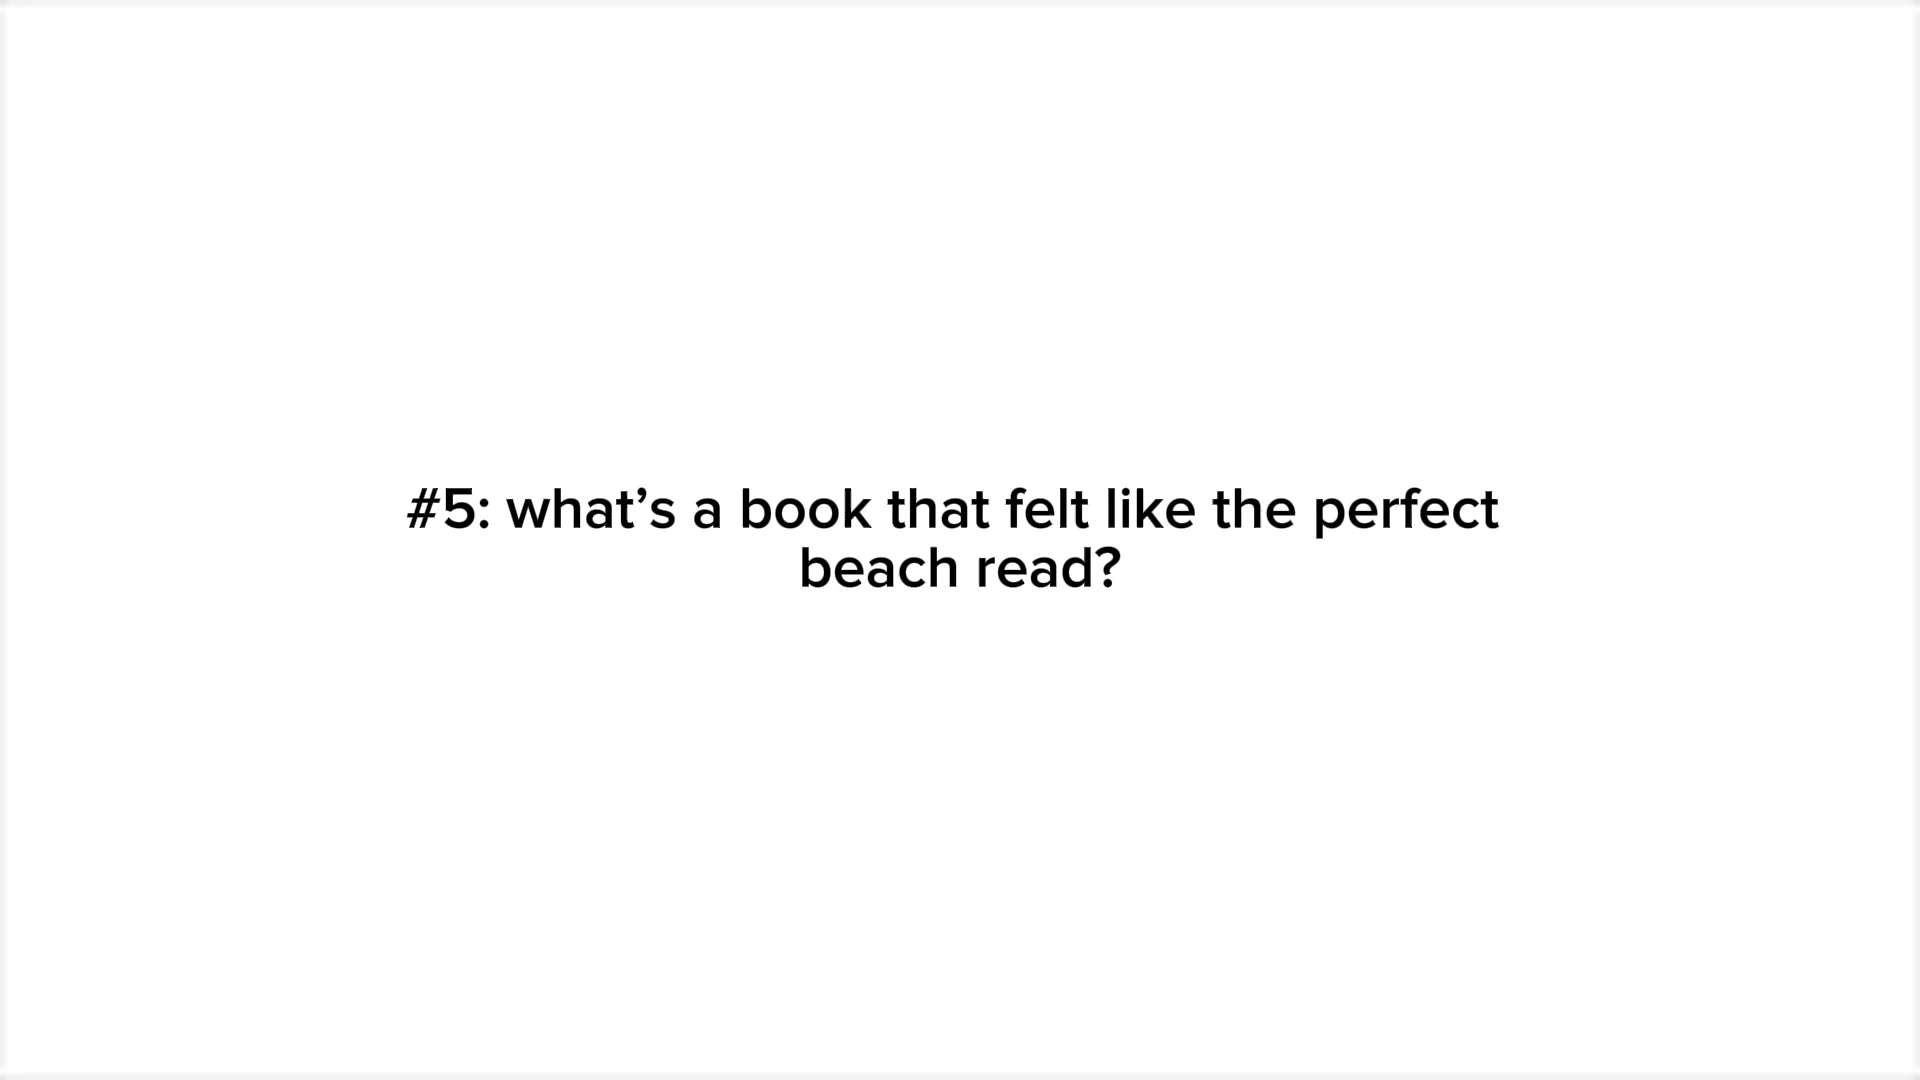 #5: what’s a book that felt like the perfect
beach read?